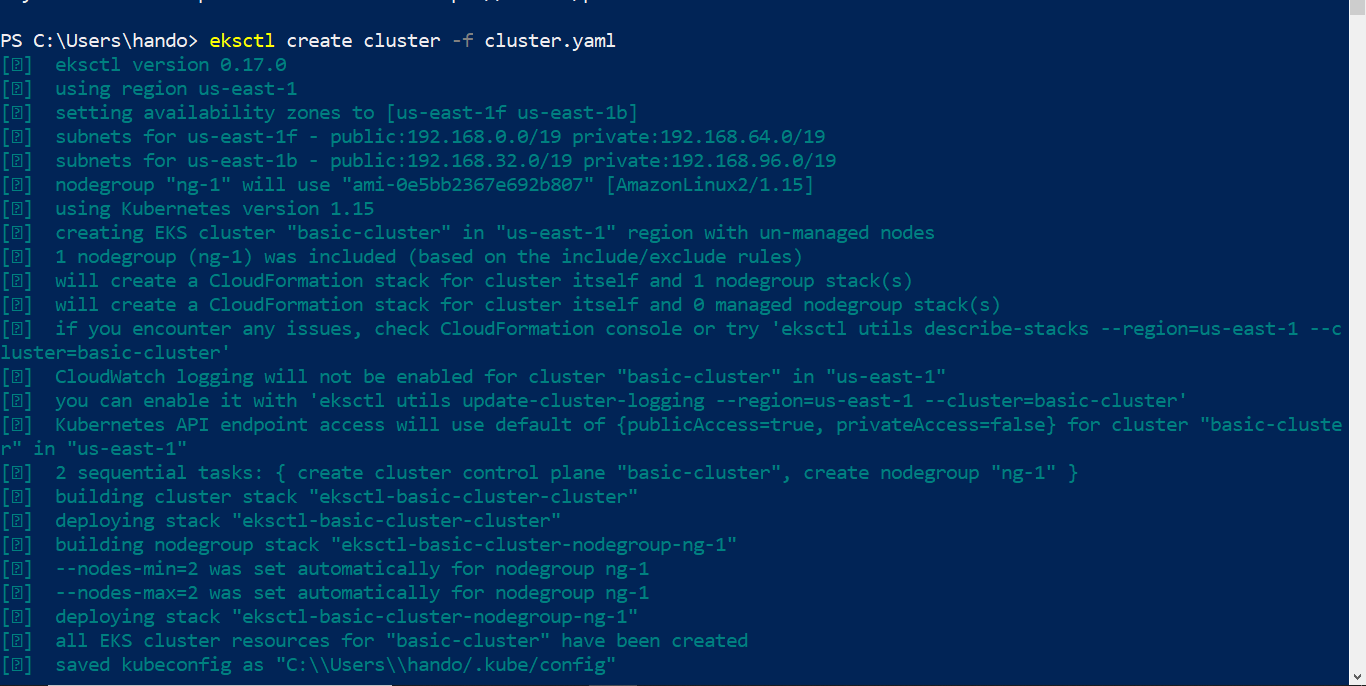 PS C:\Users\hando> eksctl create cluster -f cluster.yaml
[⍰]  eksctl version 0.17.0
[⍰]  using region us-east-1
[⍰]  setting availability zones to [us-east-1f us-east-1b]
[⍰]  subnets for us-east-1f - public:192.168.0.0/19 private:192.168.64.0/19
[⍰]  subnets for us-east-1b - public:192.168.32.0/19 private:192.168.96.0/19
[⍰]  nodegroup "ng-1" will use "ami-0e5bb2367e692b807" [AmazonLinux2/1.15]
[⍰]  using Kubernetes version 1.15
[⍰]  creating EKS cluster "basic-cluster" in "us-east-1" region with un-managed nodes
[⍰]  1 nodegroup (ng-1) was included (based on the include/exclude rules)
[⍰]  will create a CloudFormation stack for cluster itself and 1 nodegroup stack(s)
[⍰]  will create a CloudFormation stack for cluster itself and 0 managed nodegroup stack(s)
[⍰]  if you encounter any issues, check CloudFormation console or try 'eksctl utils describe-stacks --region=us-east-1 --c
luster=basic-cluster'
[⍰]  CloudWatch logging will not be enabled for cluster "basic-cluster" in "us-east-1"
[⍰]  you can enable it with 'eksctl utils update-cluster-logging --region=us-east-1 --cluster=basic-cluster'
[⍰]  Kubernetes API endpoint access will use default of {publicAccess=true, privateAccess=false} for cluster "basic-cluste
r" in "us-east-1"
[⍰]  2 sequential tasks: { create cluster control plane "basic-cluster", create nodegroup "ng-1" }
[⍰]  building cluster stack "eksctl-basic-cluster-cluster"
[⍰]  deploying stack "eksctl-basic-cluster-cluster"
[⍰]  building nodegroup stack "eksctl-basic-cluster-nodegroup-ng-1"
[⍰]  --nodes-min=2 was set automatically for nodegroup ng-1
[⍰]  --nodes-max=2 was set automatically for nodegroup ng-1
[⍰]  deploying stack "eksctl-basic-cluster-nodegroup-ng-1"
[⍰]  all EKS cluster resources for "basic-cluster" have been created
[⍰]  saved kubeconfig as "C:\\Users\\hando/.kube/config"